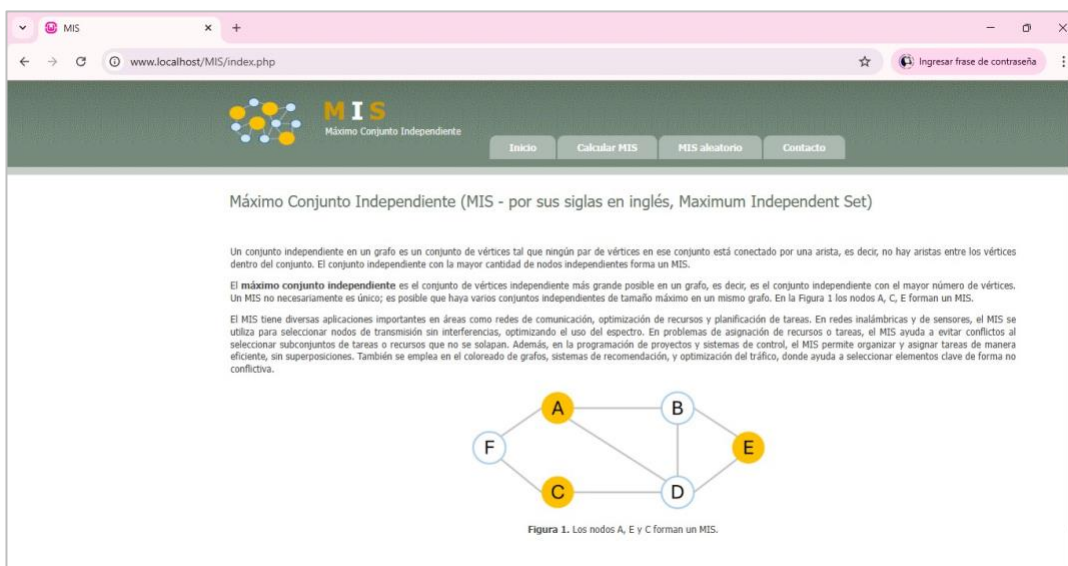 MIS
www.localhost/MIS/index.php
Ingresar frase de contraseña
MIS
Máximo Conjunto Independiente
Inicio
Calcular MIS
MIS aleatorio
Contacto
Máximo Conjunto Independiente (MIS - por sus siglas en inglés, Maximum Independent Set)
Un conjunto independiente en un grafo es un conjunto de vértices tal que ningún par de vértices en ese conjunto está conectado por una arista, es decir, no hay aristas entre los vértices
dentro del conjunto. El conjunto independiente con la mayor cantidad de nodos independientes forma un MIS.
El máximo conjunto independiente es el conjunto de vértices independiente más grande posible en un grafo, es decir, es el conjunto independiente con el mayor número de vértices.
Un MIS no necesariamente es único; es posible que haya varios conjuntos independientes de tamaño máximo en un mismo grafo. En la Figura 1 los nodos A, C, E forman un MIS.
El MIS tiene diversas aplicaciones importantes en áreas como redes de comunicación, optimización de recursos y planificación de tareas. En redes inalámbricas y de sensores, el MIS se
utiliza para seleccionar nodos de transmisión sin interferencias, optimizando el uso del espectro. En problemas de asignación de recursos o tareas, el MIS ayuda a evitar conflictos al
seleccionar subconjuntos de tareas o recursos que no se solapan. Además, en la programación de proyectos y sistemas de control, el MIS permite organizar y asignar tareas de manera
eficiente, sin superposiciones. También se emplea en el coloreado de grafos, sistemas de recomendación, y optimización del tráfico, donde ayuda a seleccionar elementos clave de forma no
conflictiva.
A
B
F
E
C
D
Figura 1. Los nodos A, E y C forman un MIS.